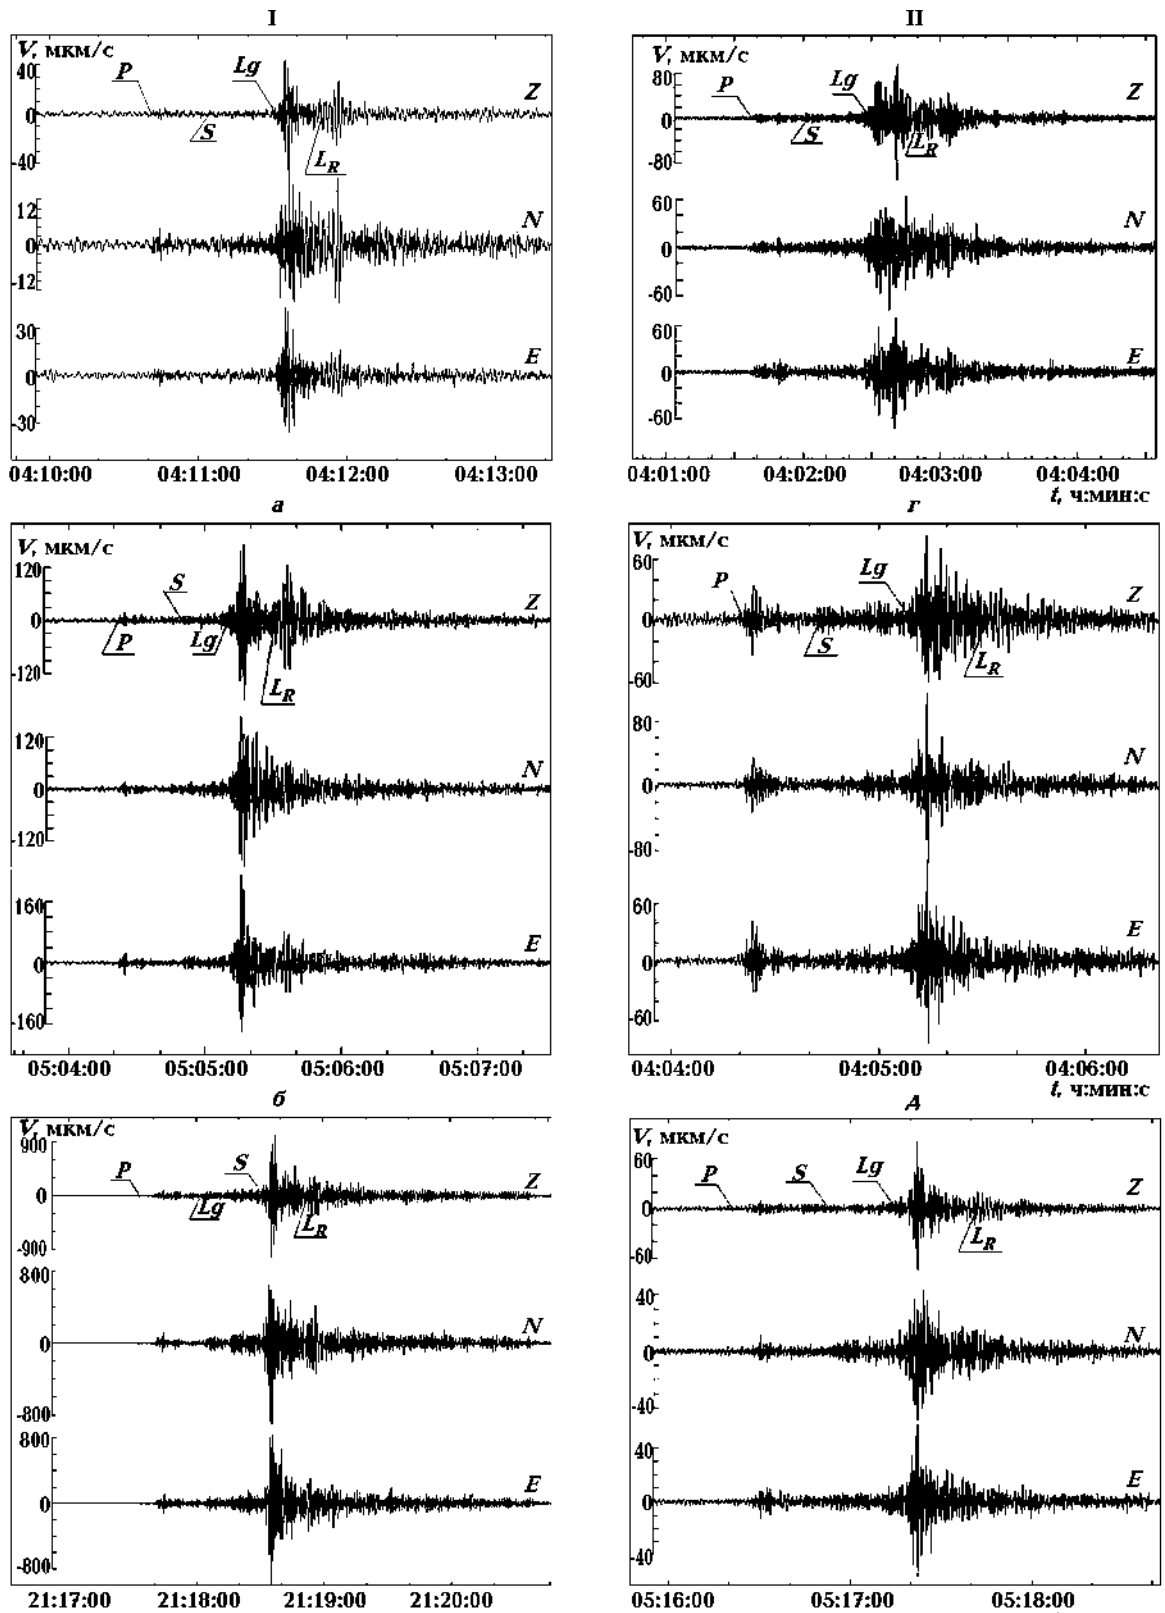 I
II
V, мкм/с
40
P
Lg
Z
0
S
-40
L_R
12
N
0
-12
30
E
0
-30
04:10:00 04:11:00 04:12:00 04:13:00
а
V, мкм/с
80
P
Lg
Z
0
S
L_R
-80
60
N
0
-60
60
E
0
-60
04:01:00 04:02:00 04:03:00 04:04:00
t, ч:мин:с
г
V, мкм/с
120
S
Z
0
P
Lg
-120
L_R
120
N
0
-120
160
E
0
-160
05:04:00 05:05:00 05:06:00 05:07:00
б
V, мкм/с
60
P
Lg
Z
0
S
-60
L_R
80
N
0
-80
60
E
0
-60
04:04:00 04:05:00 04:06:00
t, ч:мин:с
д
V, мкм/с
900
P
S
Z
0
Lg
L_R
-900
800
N
0
-800
800
E
0
-800
21:17:00 21:18:00 21:19:00 21:20:00
V, мкм/с
60
P
S
Lg
Z
0
L_R
-60
40
N
0
-40
40
E
0
-40
05:16:00 05:17:00 05:18:00